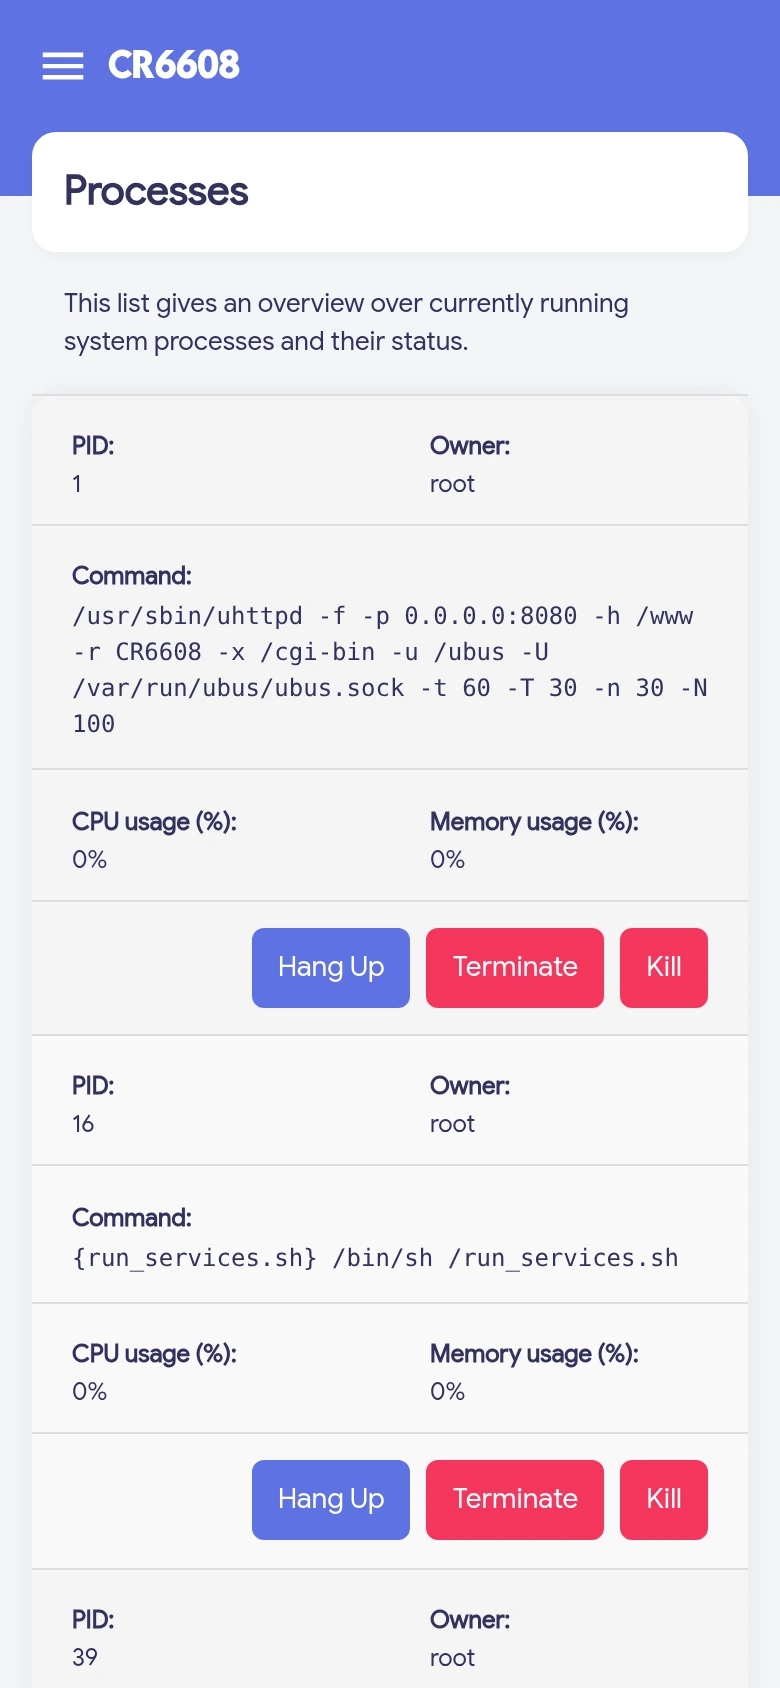 CR6608
Processes
This list gives an overview over currently running
system processes and their status.
PID: Owner:
1 root
Command:
/usr/sbin/uhttpd -f -p 0.0.0.0:8080 -h /www
-r CR6608 -x /cgi-bin -u /ubus -U
/var/run/ubus/ubus.sock -t 60 -T 30 -n 30 -N
100
CPU usage (%): Memory usage (%):
0% 0%
Hang Up Terminate Kill
PID: Owner:
16 root
Command:
{run_services.sh} /bin/sh /run_services.sh
CPU usage (%): Memory usage (%):
0% 0%
Hang Up Terminate Kill
PID: Owner:
39 root